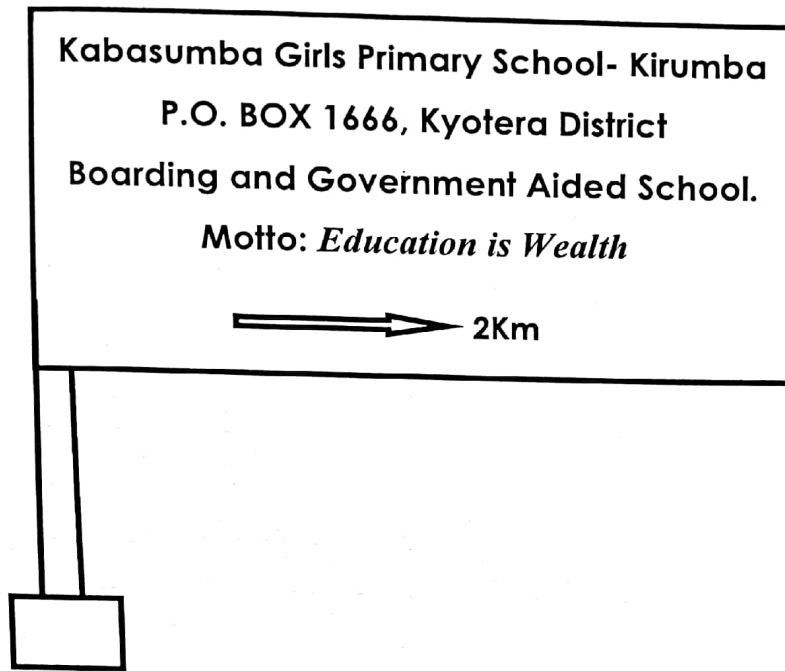 Kabasumba Girls Primary School- Kirumba
P.O. BOX 1666, Kyotera District
Boarding and Government Aided School.
Motto: Education is Wealth
2Km